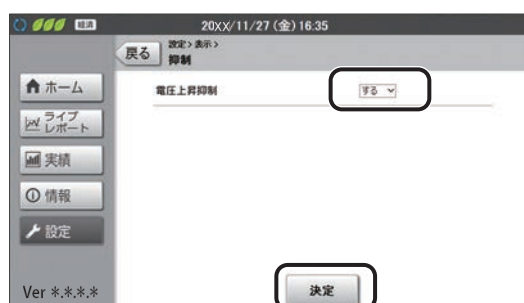 経済
20XX/11/27 (金) 16:35
戻る
設定>表示>
抑制
ホーム
電圧上昇抑制
する
ライブ
レポート
実績
情報
設定
Ver *.*.*.*
決定